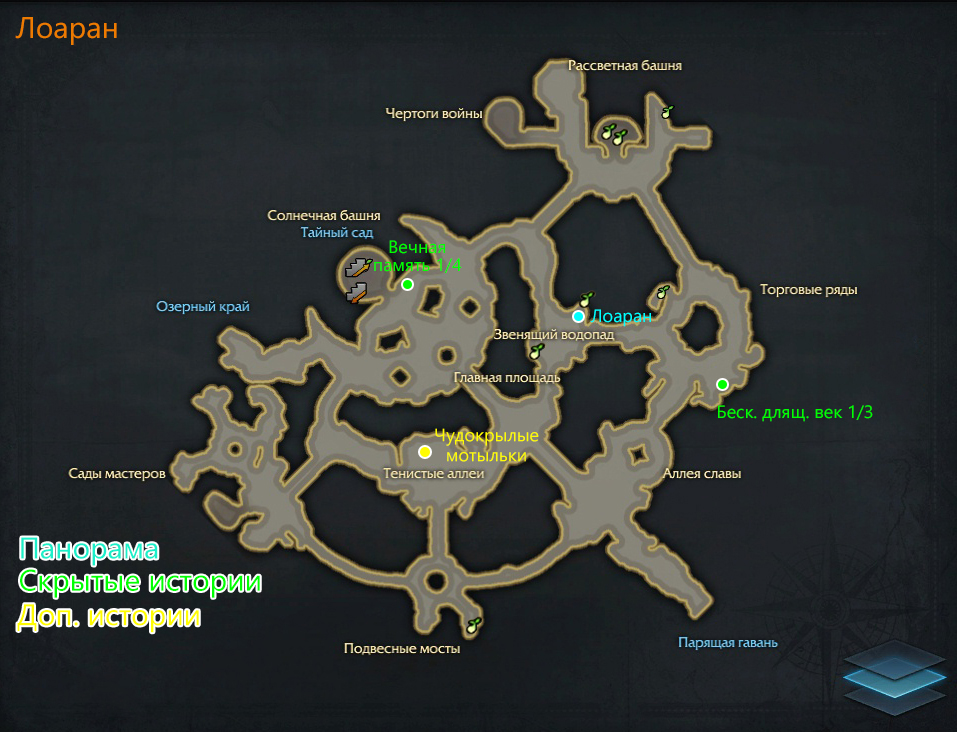 Лоаран
Рассветная башня
Чертоги войны
Солнечная башня
Тайный сад
Вечная
память 1/4
Озерный край
Торговые ряды
Лоаран
Звенящий водопад
Главная площадь
Беск. длящ. век 1/3
Чудокрылые
мотыльки
Тенистые аллеи
Сады мастеров
Аллея славы
Панорама
Скрытые истории
Доп. истории
Подвесные мосты
Парящая гавань